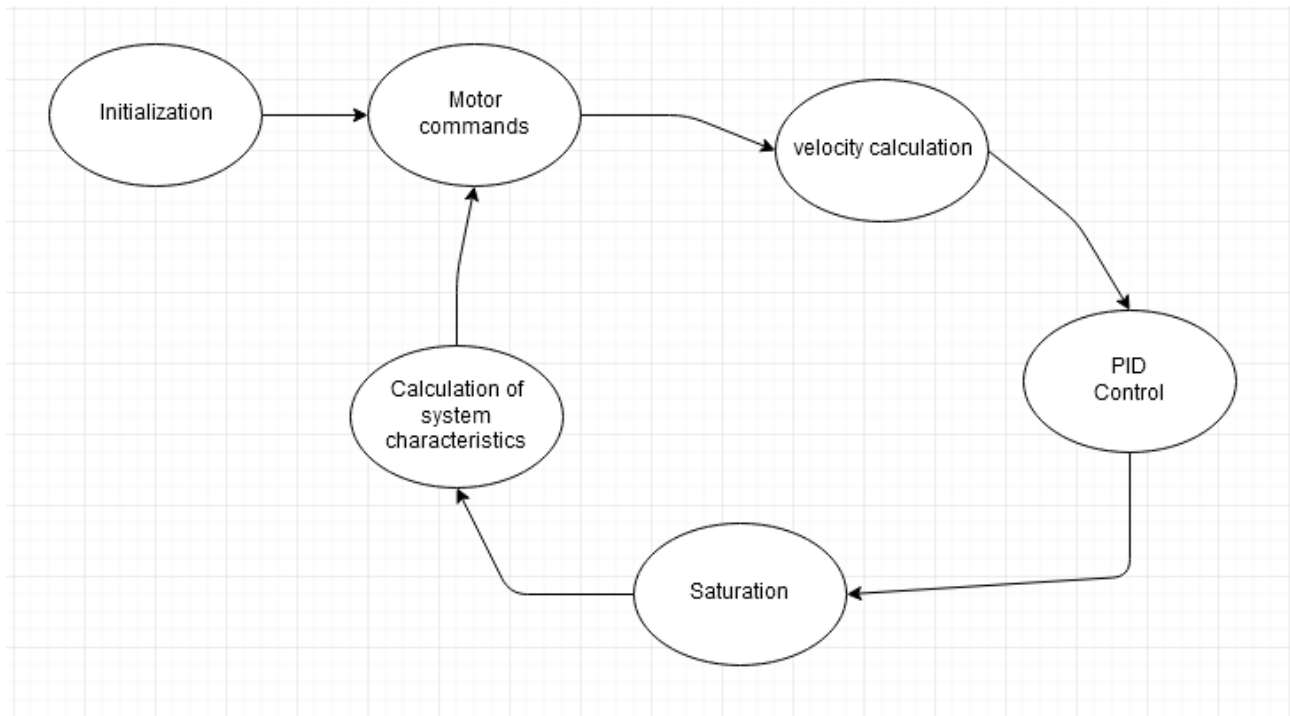 Initialization
Motor
commands
velocity calculation
PID
Control
Saturation
Calculation of
system
characteristics